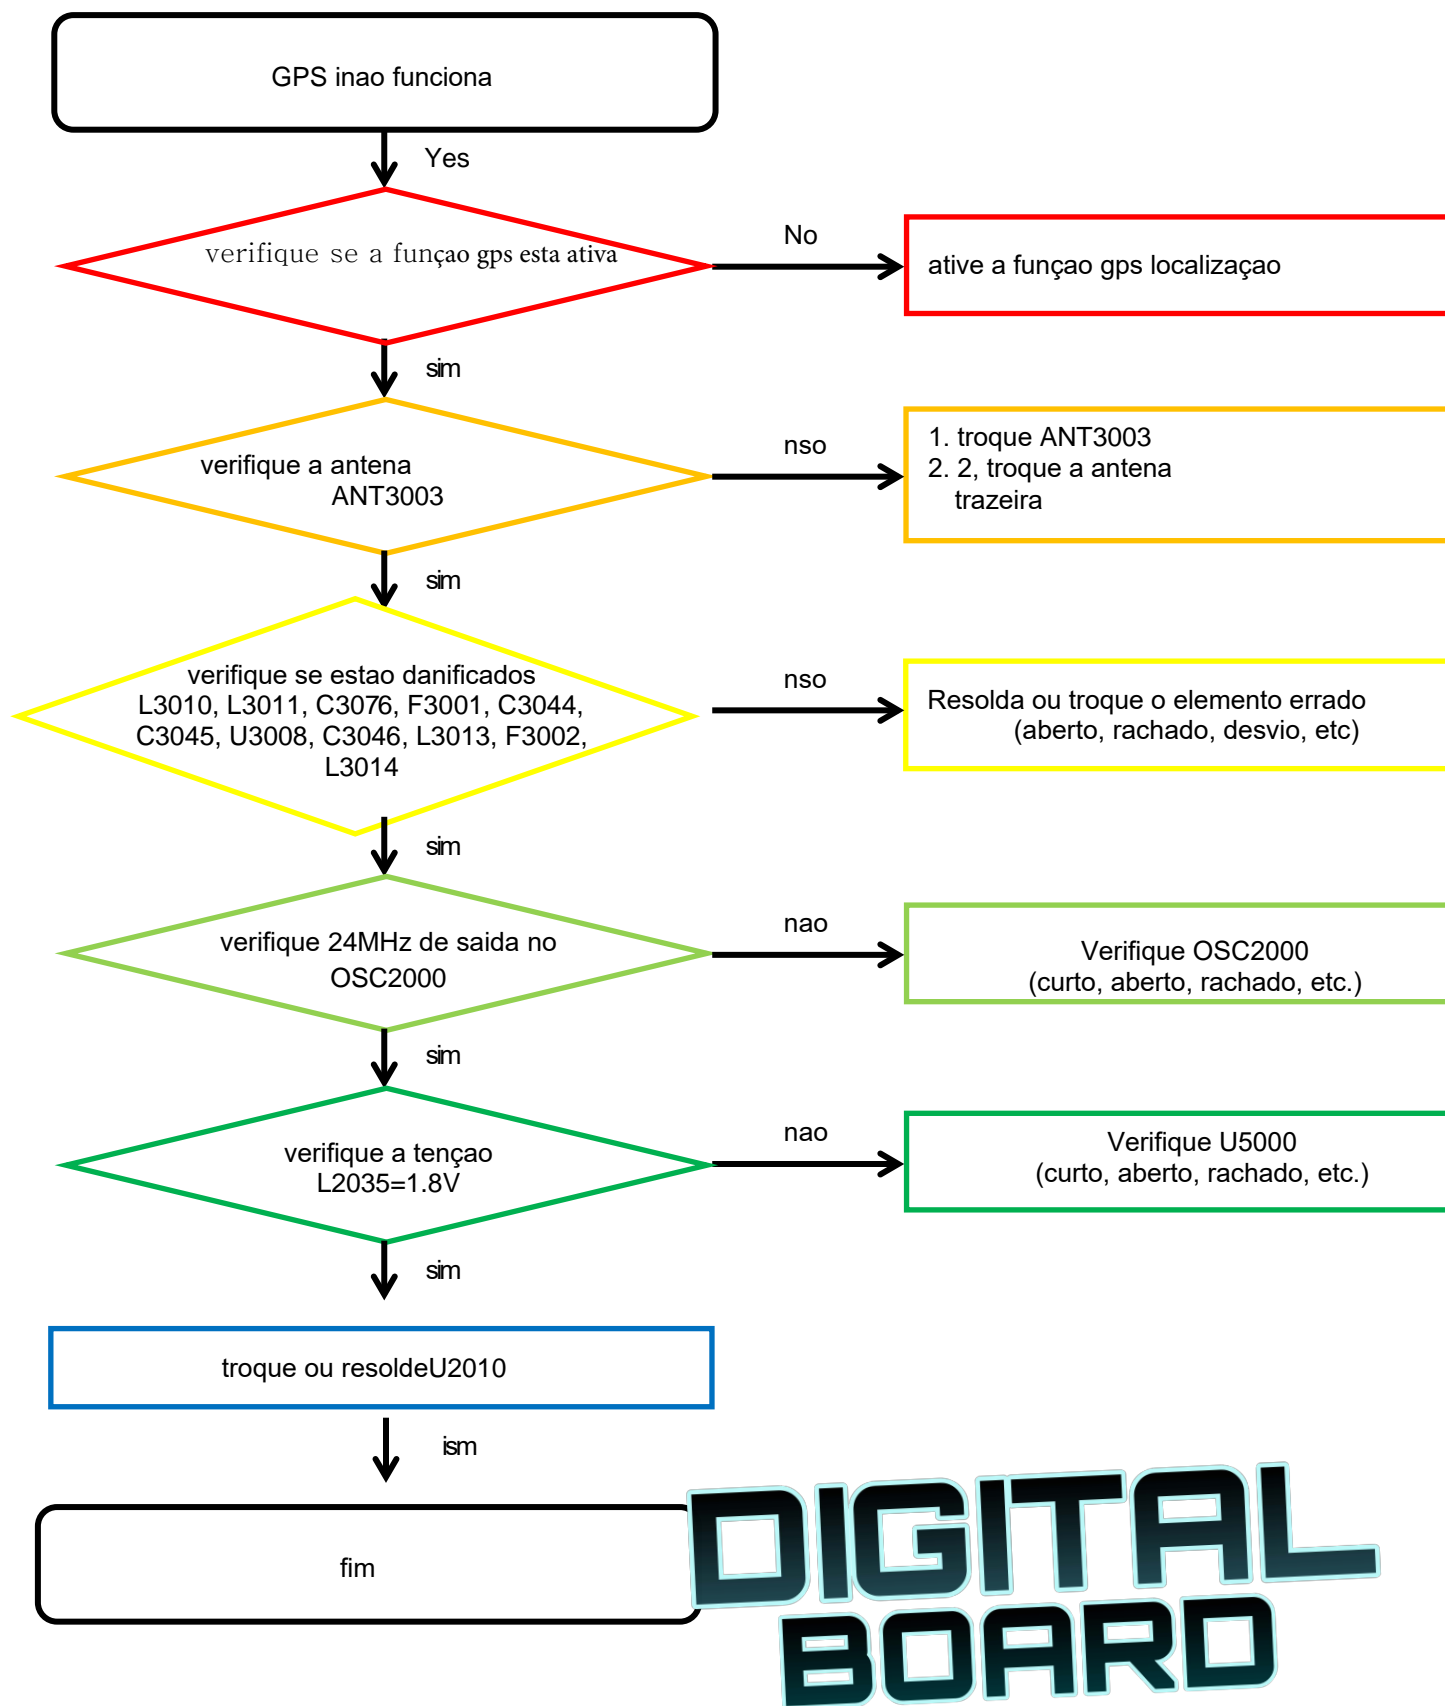 GPS inao funciona
Yes
verifique se a funçao gps esta ativa
No
ative a funçao gps localizaçao
sim
verifique a antena
ANT3003
nso
1. troque ANT3003
2. 2, troque a antena
trazeira
sim
verifique se estao danificados
L3010, L3011, C3076, F3001, C3044,
C3045, U3008, C3046, L3013, F3002,
L3014
nso
Resolda ou troque o elemento errado
(aberto, rachado, desvio, etc)
sim
verifique 24MHz de saida no
OSC2000
nao
Verifique OSC2000
(curto, aberto, rachado, etc.)
sim
verifique a tençao
L2035=1.8V
nao
Verifique U5000
(curto, aberto, rachado, etc.)
sim
troque ou resoldeU2010
ism
fim
DIGITAL
BOARD